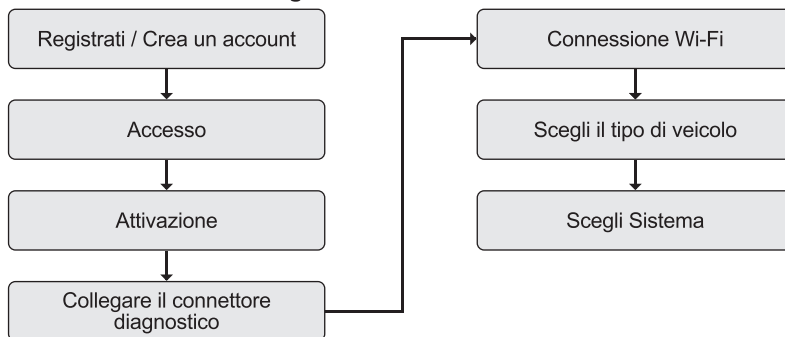 Registrati / Crea un account
Accesso
Attivazione
Collegare il connettore
diagnostico
Connessione Wi-Fi
Scegli il tipo di veicolo
Scegli Sistema